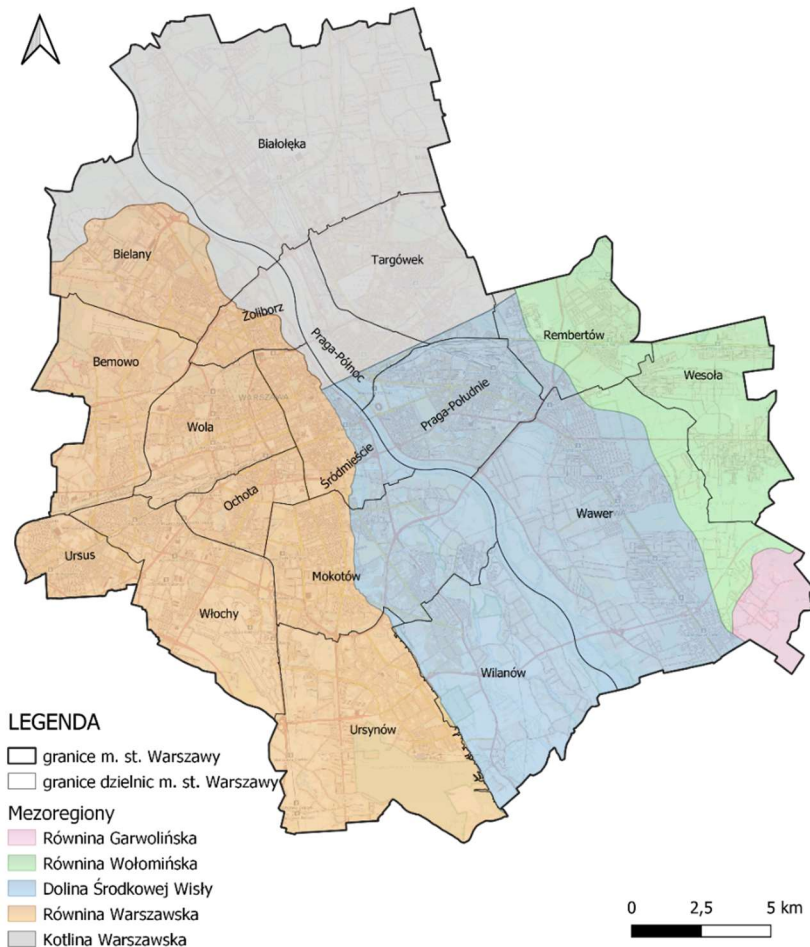 Białołęka
Targówek
Bielany
Żoliborz
Rembertów
Praga-Północ
Bemowo
Wesoła
WARSZAWA
Praga-Południe
Wola
Śródmieście
Ochota
Wawer
Ursus
Mokotów
Włochy
Wilanów
Ursynów
LEGENDA
granice m. st. Warszawy
granice dzielnic m. st. Warszawy
Mezoregiony
Równina Garwolińska
Równina Wołomińska
Dolina Środkowej Wisły
Równina Warszawska
Kotlina Warszawska
0 2,5 5 km